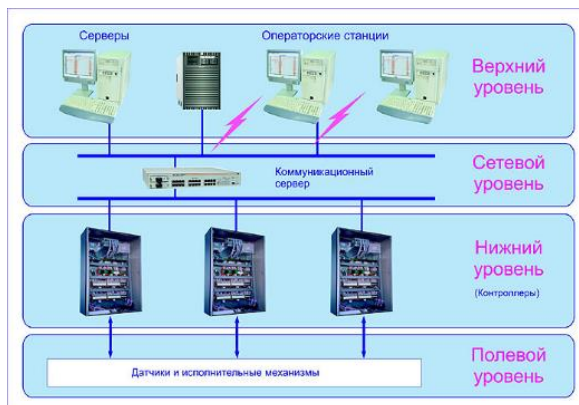 Серверы
Операторские станции
Верхний
уровень
Коммуникационный
сервер
Сетевой
уровень
Нижний
уровень
(Контроллеры)
Датчики и исполнительные механизмы
Полевой
уровень